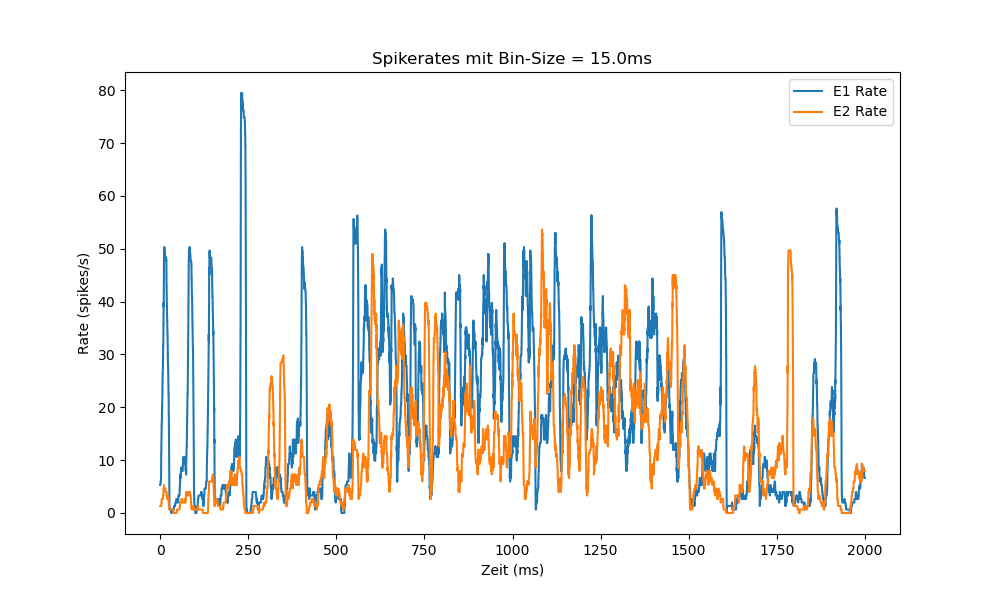 Spikerates mit Bin-Size = 15.0ms
E1 Rate
E2 Rate
80
70
60
50
40
30
20
10
0
Rate (spikes/s)
0 250 500 750 1000 1250 1500 1750 2000
Zeit (ms)